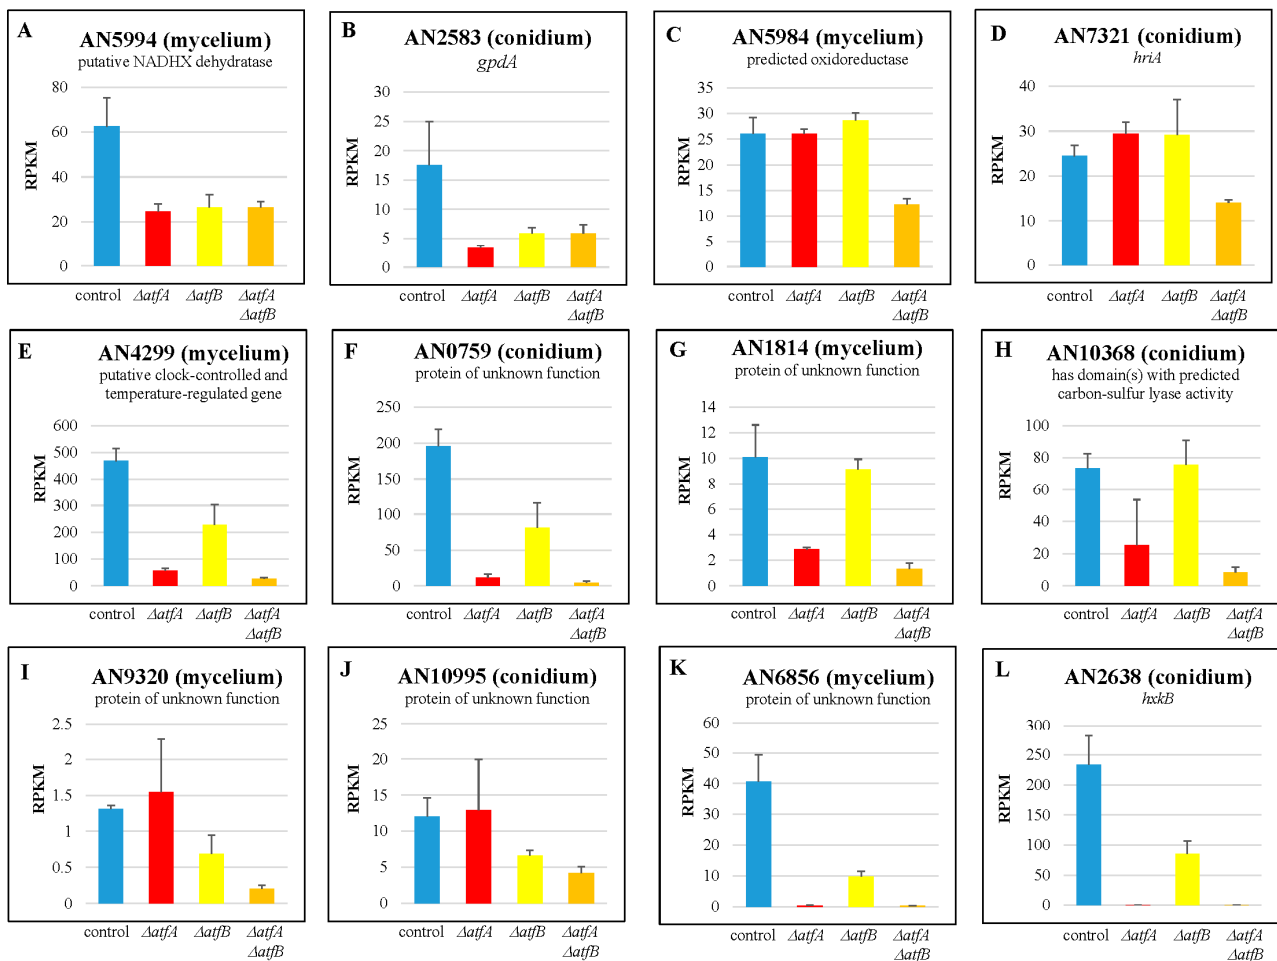 A
AN5994 (mycelium)
putative NADHX dehydratase
RPKM
80
60
40
20
0
control
ΔatfA
ΔatfB
ΔatfA
ΔatfB
B
AN2583 (conidium)
gpdA
RPKM
30
25
20
15
10
5
0
control
ΔatfA
ΔatfB
ΔatfA
ΔatfB
C
AN5984 (mycelium)
predicted oxidoreductase
RPKM
35
30
25
20
15
10
5
0
control
ΔatfA
ΔatfB
ΔatfA
ΔatfB
D
AN7321 (conidium)
hriA
RPKM
40
30
20
10
0
control
ΔatfA
ΔatfB
ΔatfA
ΔatfB
E
AN4299 (mycelium)
putative clock-controlled and
temperature-regulated gene
RPKM
600
500
400
300
200
100
0
control
ΔatfA
ΔatfB
ΔatfA
ΔatfB
F
AN0759 (conidium)
protein of unknown function
RPKM
250
200
150
100
50
0
control
ΔatfA
ΔatfB
ΔatfA
ΔatfB
G
AN1814 (mycelium)
protein of unknown function
RPKM
14
12
10
8
6
4
2
0
control
ΔatfA
ΔatfB
ΔatfA
ΔatfB
H
AN10368 (conidium)
has domain(s) with predicted
carbon-sulfur lyase activity
RPKM
100
80
60
40
20
0
control
ΔatfA
ΔatfB
ΔatfA
ΔatfB
I
AN9320 (mycelium)
protein of unknown function
RPKM
2.5
2
1.5
1
0.5
0
control
ΔatfA
ΔatfB
ΔatfA
ΔatfB
J
AN10995 (conidium)
protein of unknown function
RPKM
25
20
15
10
5
0
control
ΔatfA
ΔatfB
ΔatfA
ΔatfB
K
AN6856 (mycelium)
protein of unknown function
RPKM
60
50
40
30
20
10
0
control
ΔatfA
ΔatfB
ΔatfA
ΔatfB
L
AN2638 (conidium)
hxkB
RPKM
300
250
200
150
100
50
0
control
ΔatfA
ΔatfB
ΔatfA
ΔatfB